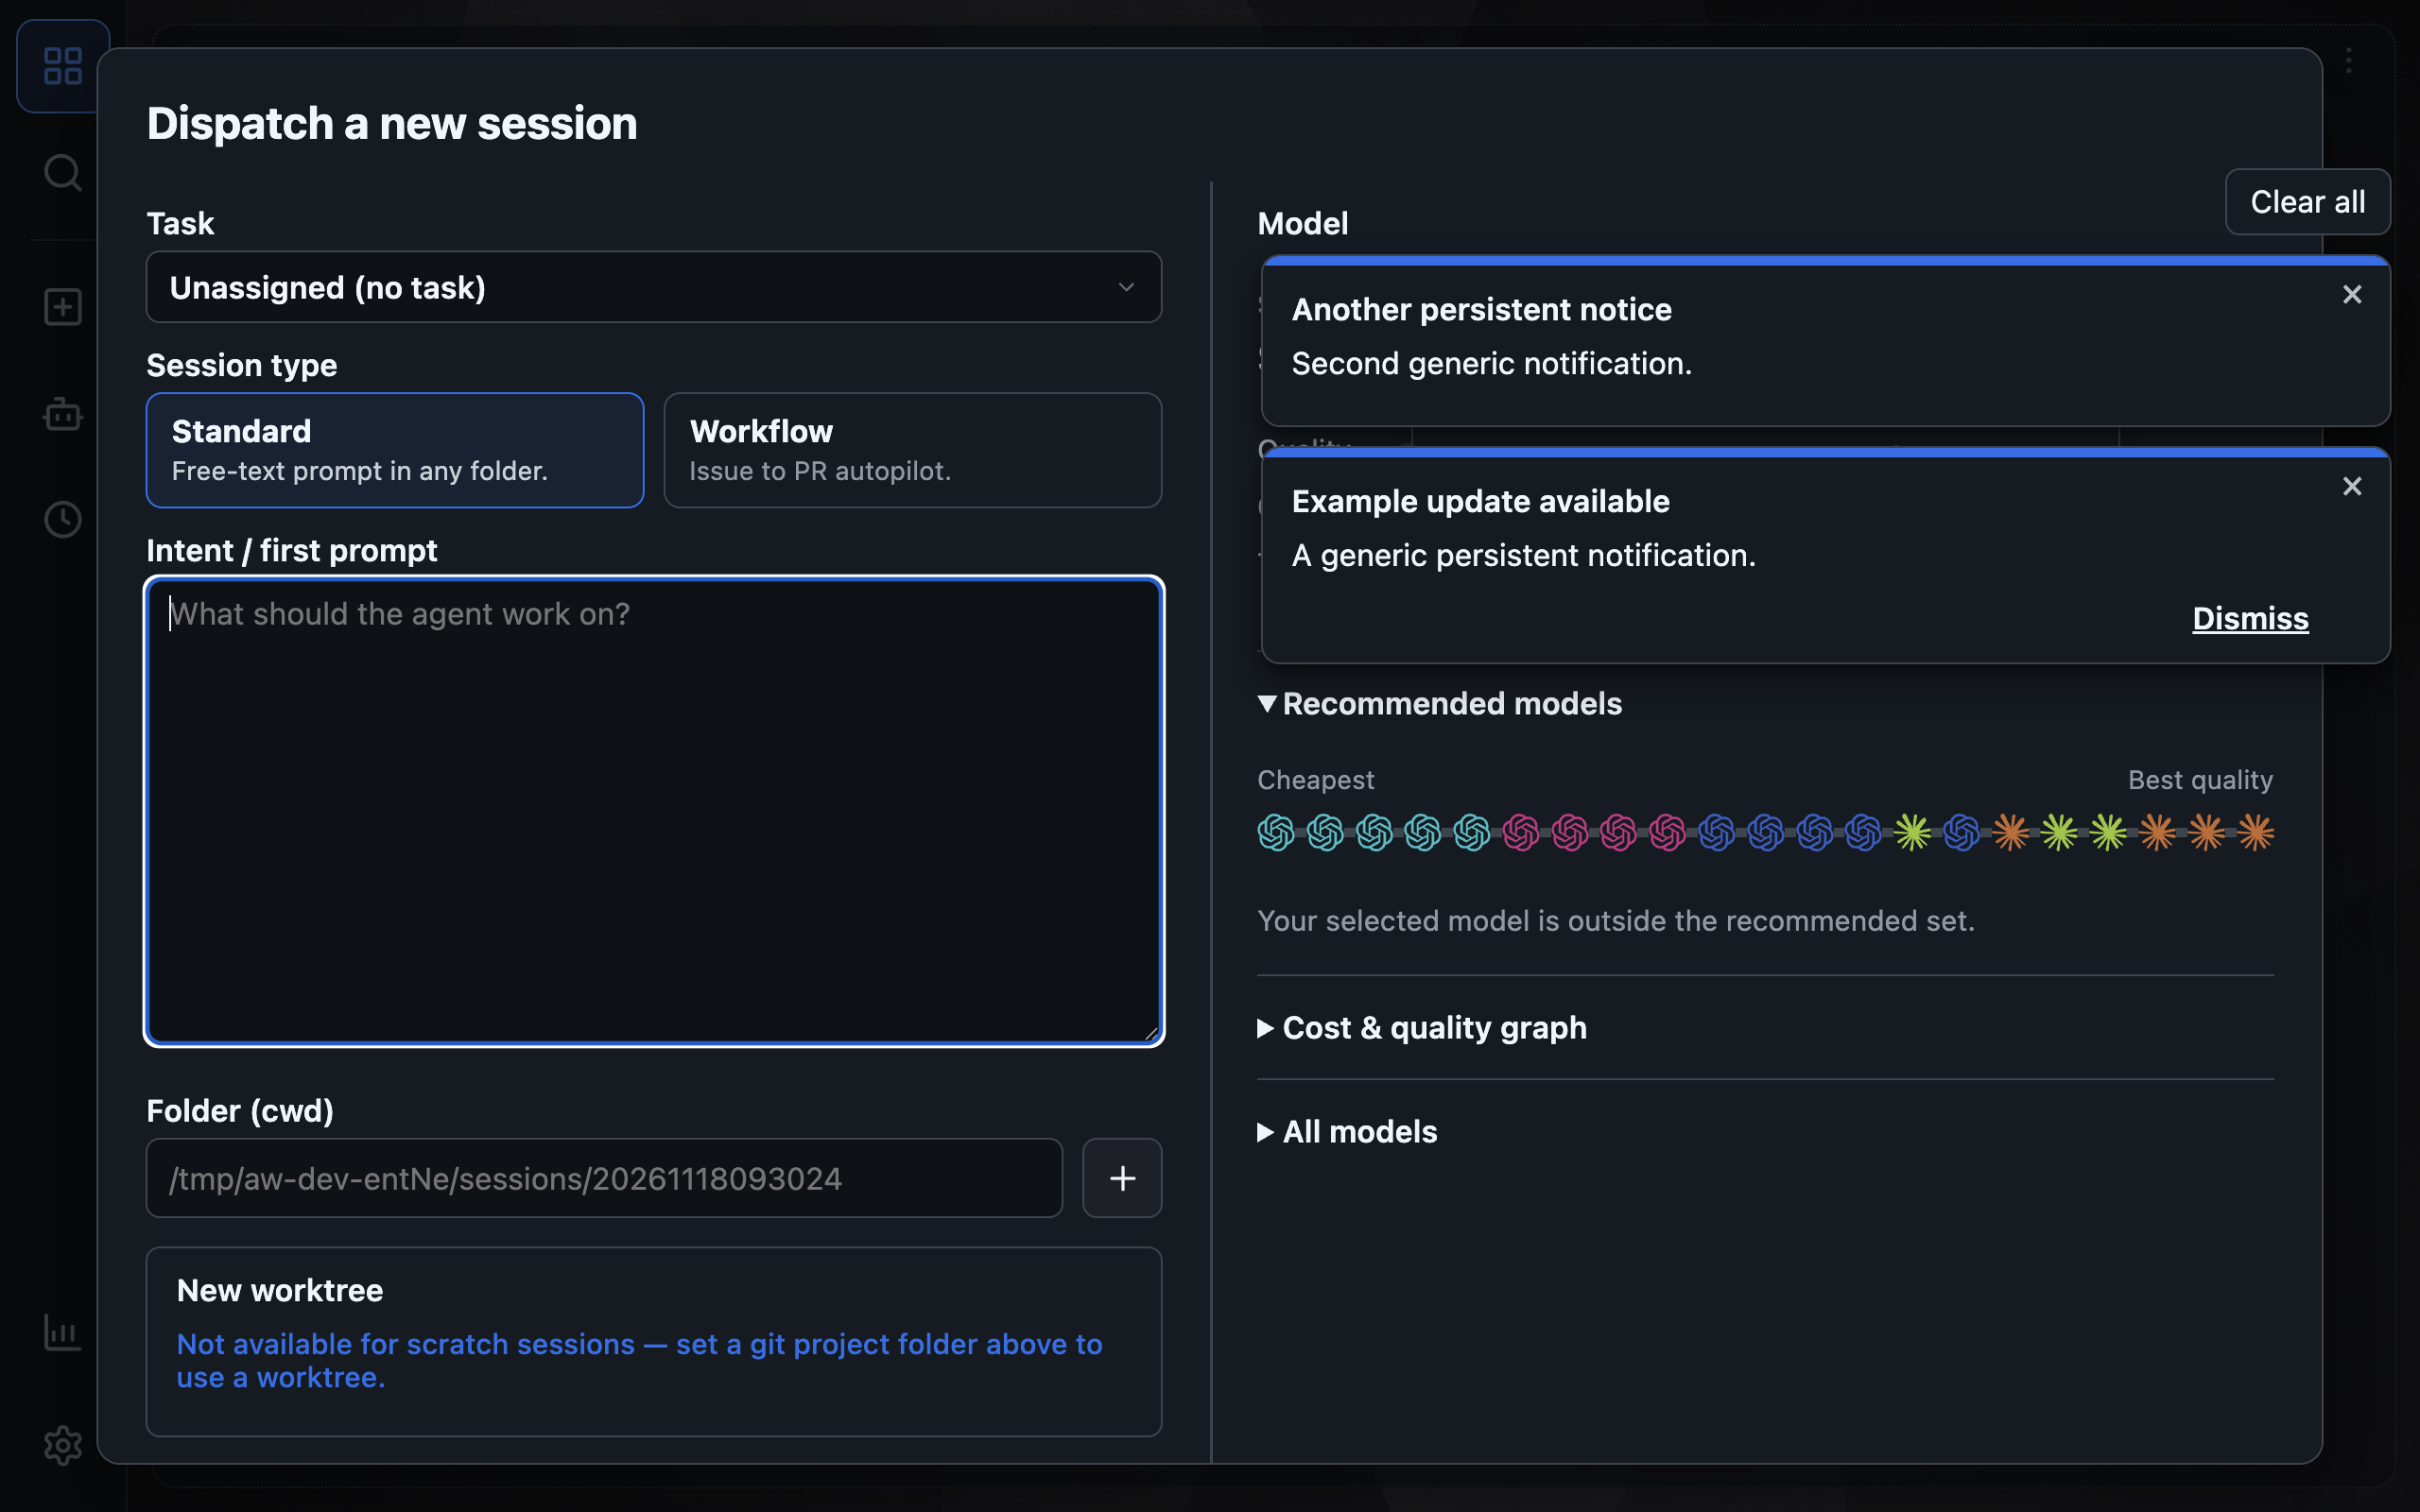 Dispatch a new session
Task
Unassigned (no task)
Session type
Standard
Free-text prompt in any folder.
Workflow
Issue to PR autopilot.
Intent / first prompt
What should the agent work on?
Folder (cwd)
/tmp/aw-dev-entNe/sessions/20261118093024
New worktree
Not available for scratch sessions — set a git project folder above to
use a worktree.
Model
Clear all
Another persistent notice
Second generic notification.
Example update available
A generic persistent notification.
Dismiss
Recommended models
Cheapest
Best quality
Your selected model is outside the recommended set.
Cost & quality graph
All models